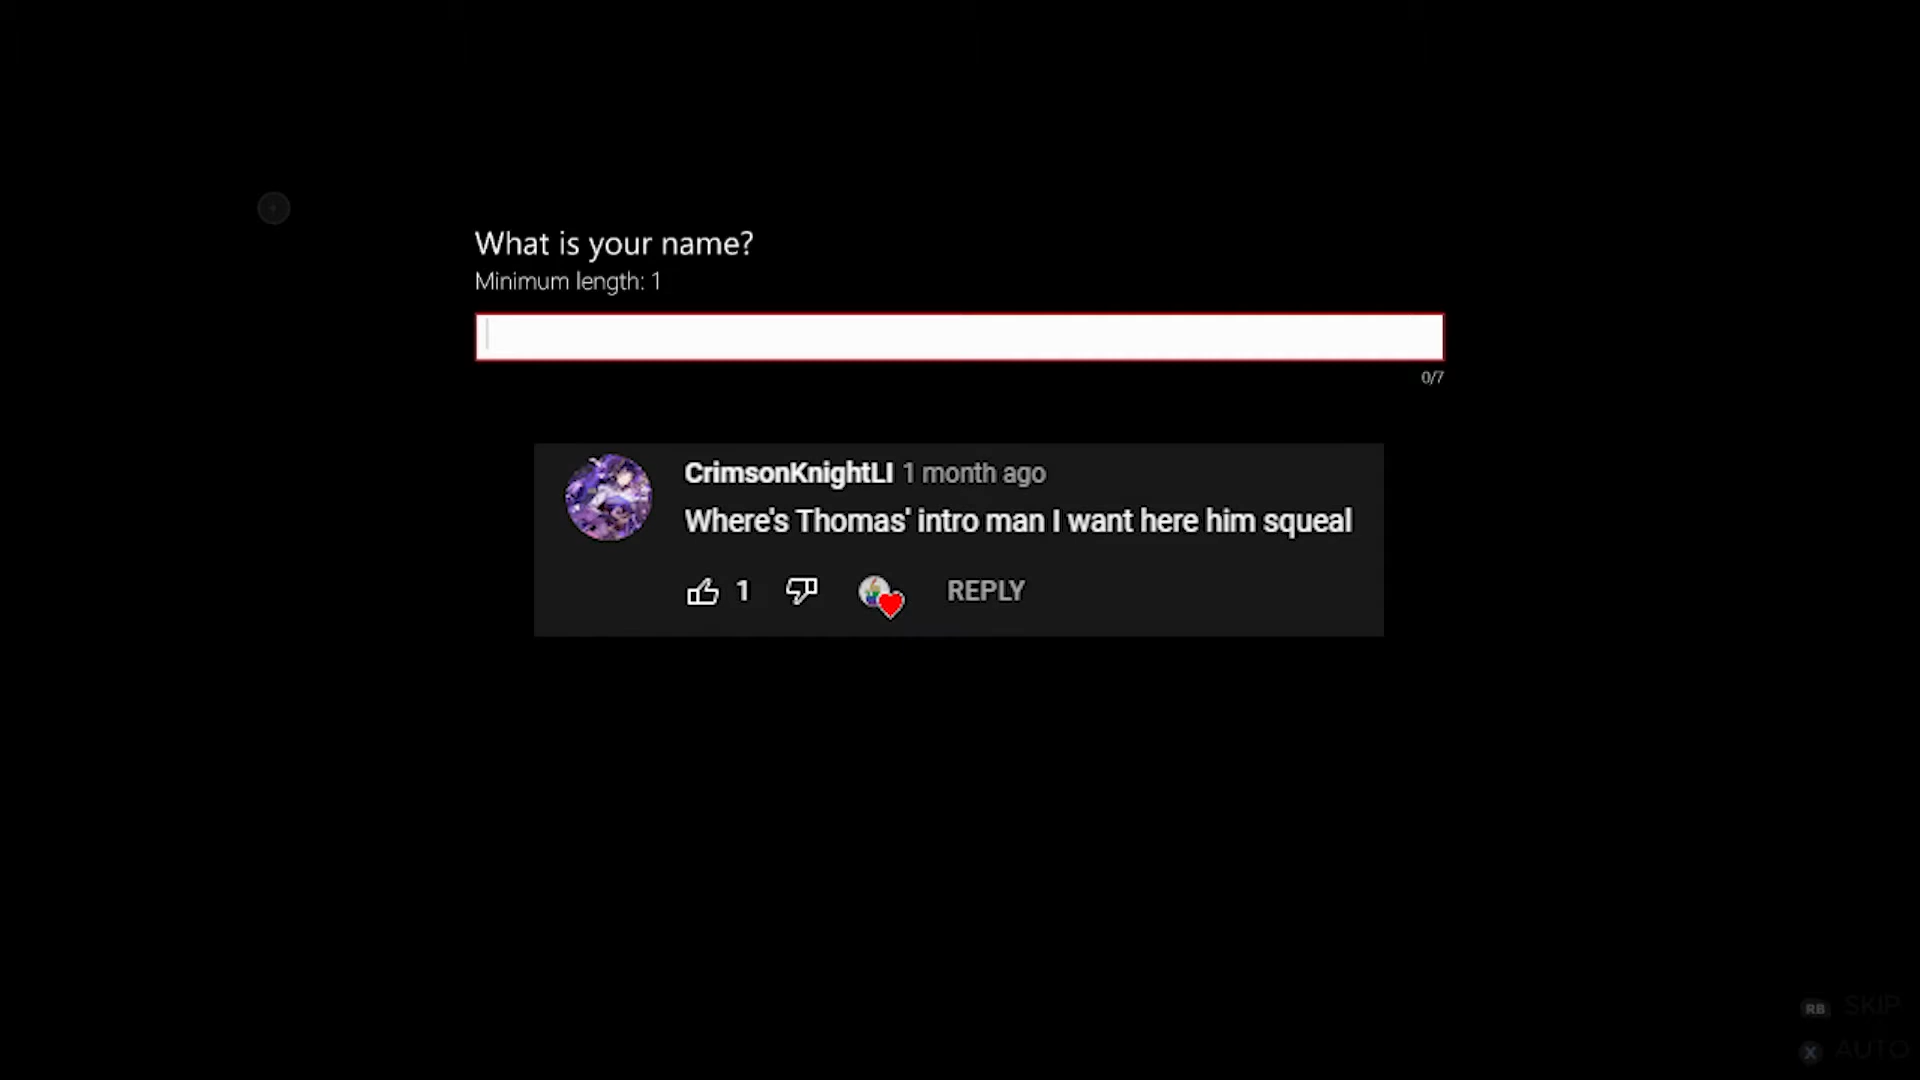 What is your name?
Minimum length: 1
0/7
CrimsonKnightLI 1 month ago
Where's Thomas' intro man I want here him squeal
1
REPLY
RB SKIP
X AUTO